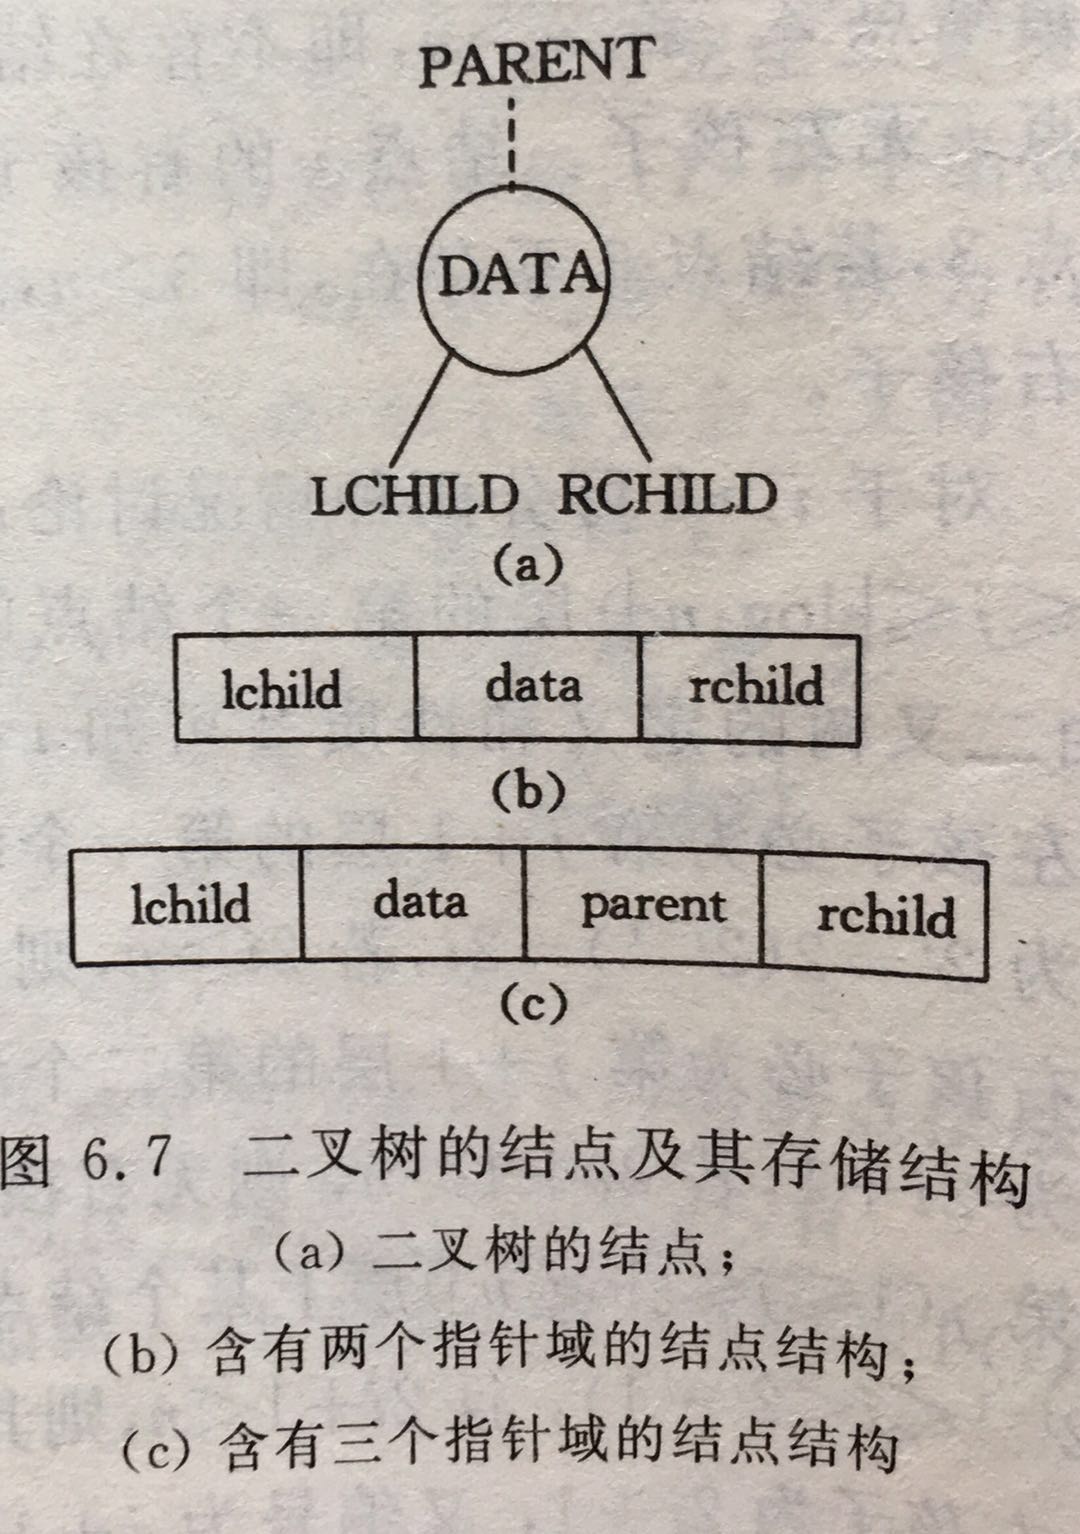 PARENT
DATA
LCHILD RCHILD
(a)
lchild data rchild
(b)
lchild data parent rchild
(c)
图 6.7 二叉树的结点及其存储结构
(a) 二叉树的结点；
(b) 含有两个指针域的结点结构；
(c) 含有三个指针域的结点结构